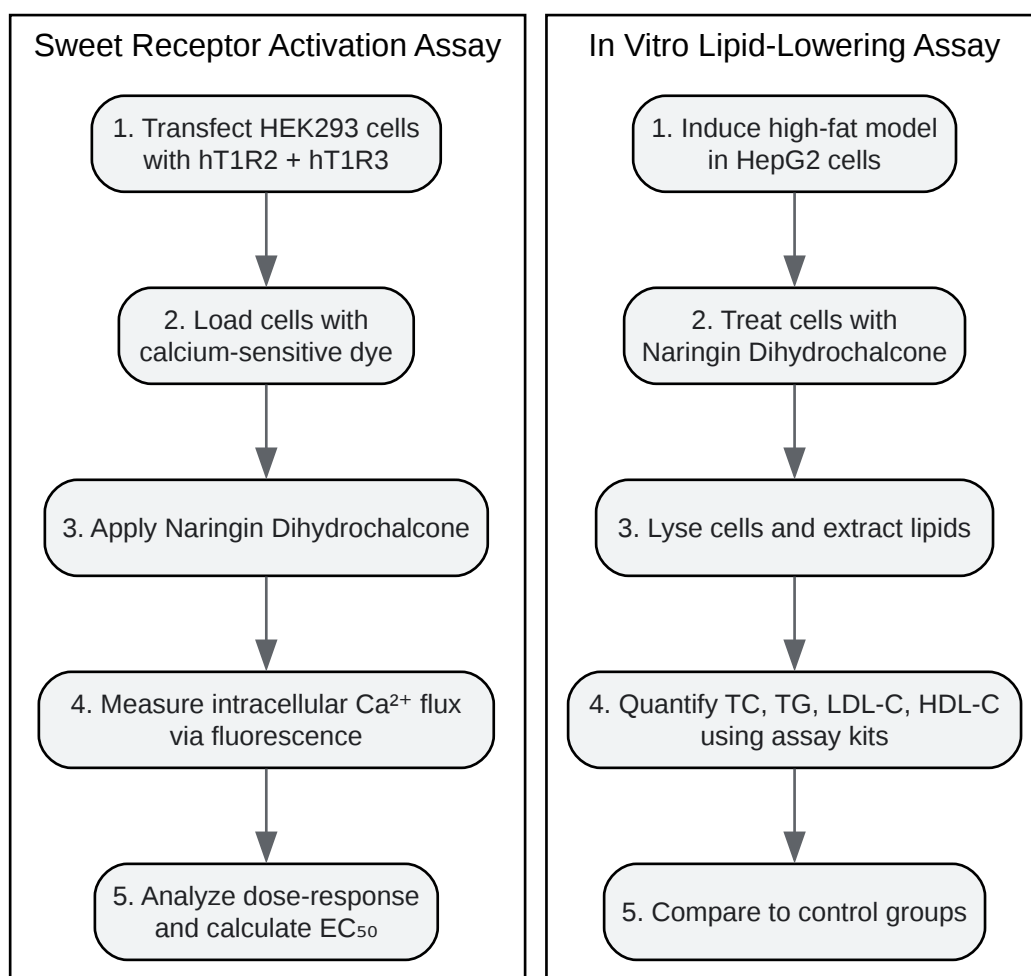 Sweet Receptor Activation Assay
1. Transfect HEK293 cells
with hT1R2 + hT1R3
2. Load cells with
calcium-sensitive dye
3. Apply Naringin Dihydrochalcone
4. Measure intracellular Ca²⁺ flux
via fluorescence
5. Analyze dose-response
and calculate EC₅₀
In Vitro Lipid-Lowering Assay
1. Induce high-fat model
in HepG2 cells
2. Treat cells with
Naringin Dihydrochalcone
3. Lyse cells and extract lipids
4. Quantify TC, TG, LDL-C, HDL-C
using assay kits
5. Compare to control groups